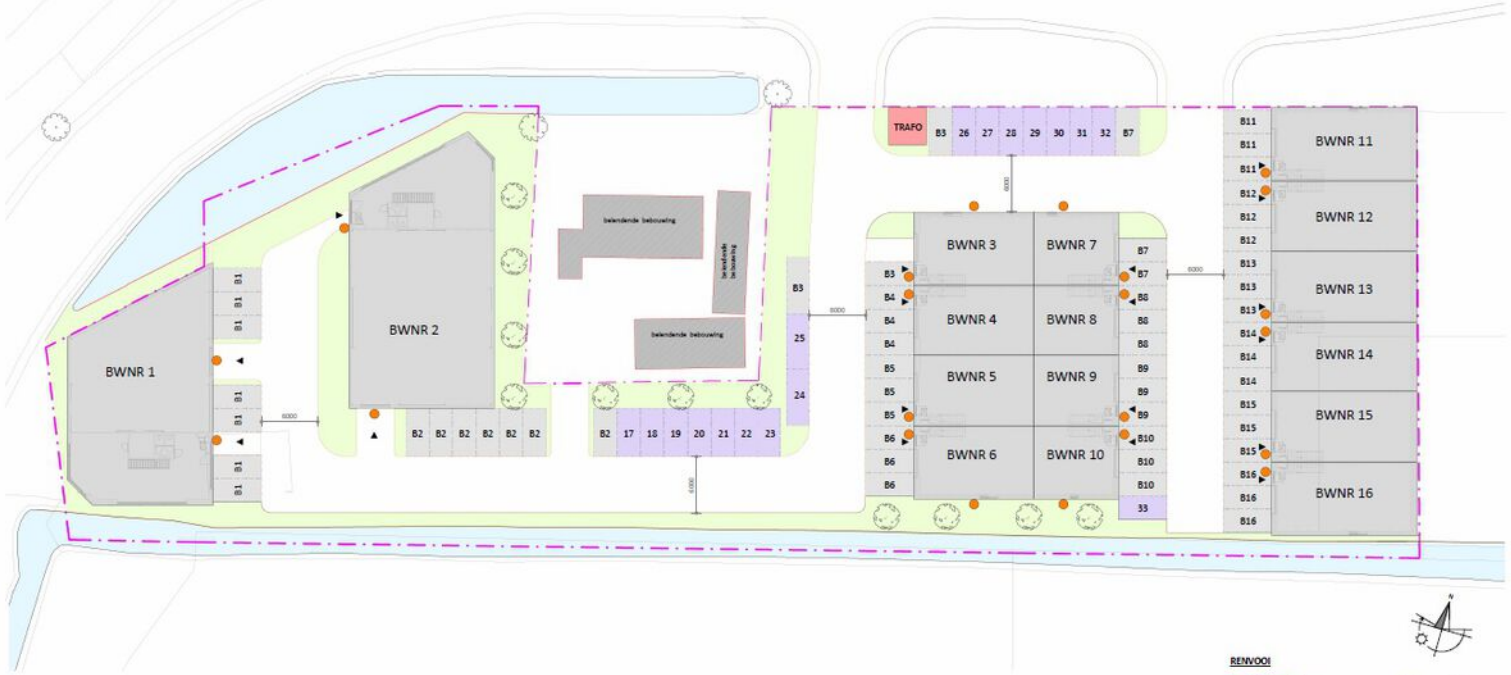 TRAFO B3 26 27 28 29 30 31 32 B7
BWNR 1
B1
B1
B1
B1
B1
B1
B1
6000
BWNR 2
B2 B2 B2 B2 B2 B2
belendende bebouwing
belendende
bebouwing
belendende bebouwing
B2 17 18 19 20 21 22 23
6000
B3
25
24
6000
6000
B3
B4
B4
B4
B5
B5
B5
B6
B6
B6
BWNR 3
BWNR 4
BWNR 5
BWNR 6
BWNR 7
BWNR 8
BWNR 9
BWNR 10
B7
B7
B8
B8
B8
B9
B9
B9
B10
B10
B10
33
6000
B11
B11
B11
B12
B12
B12
B13
B13
B13
B14
B14
B14
B15
B15
B15
B16
B16
B16
BWNR 11
BWNR 12
BWNR 13
BWNR 14
BWNR 15
BWNR 16
N
RENVOOI